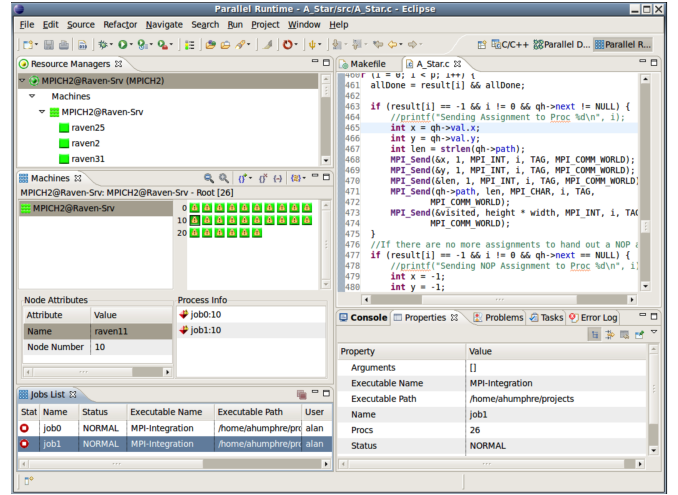 Parallel Runtime - A_Star/src/A_Star.c - Eclipse
File Edit Source Refactor Navigate Search Run Project Window Help
C/C++ Parallel D... Parallel R...
Resource Managers
MPICH2@Raven-Srv (MPICH2)
Machines
MPICH2@Raven-Srv
raven25
raven2
raven31
Machines
MPICH2@Raven-Srv: MPICH2@Raven-Srv - Root [26]
MPICH2@Raven-Srv
0
10
20
Node Attributes
Attribute Value
Name raven11
Node Number 10
Process Info
job0:10
job1:10
Jobs List
Stat Name Status Executable Name Executable Path User
job0 NORMAL MPI-Integration /home/ahumphre/pro alan
job1 NORMAL MPI-Integration /home/ahumphre/pro alan
Makefile A_Star.c
460 r (i = 0; i < p; i++) {
461 allDone = result[i] && allDone;
462
463 if (result[i] == -1 && i != 0 && qh->next != NULL) {
464 //printf("Sending Assignment to Proc %d\n", i);
465 int x = qh->val.x;
466 int y = qh->val.y;
467 int len = strlen(qh->path);
468 MPI_Send(&x, 1, MPI_INT, i, TAG, MPI_COMM_WORLD);
469 MPI_Send(&y, 1, MPI_INT, i, TAG, MPI_COMM_WORLD);
470 MPI_Send(&len, 1, MPI_INT, i, TAG, MPI_COMM_WORLD)
471 MPI_Send(qh->path, len, MPI_CHAR, i, TAG,
472 MPI_COMM_WORLD);
473 MPI_Send(&visited, height * width, MPI_INT, i, TAG
474 MPI_COMM_WORLD);
475 }
476 //If there are no more assignments to hand out a NOP a
477 if (result[i] == -1 && i != 0 && qh->next == NULL) {
478 //printf("Sending NOP Assignment to Proc %d\n", i)
479 int x = -1;
480 int y = -1;
Console Properties Problems Tasks Error Log
Property Value
Arguments []
Executable Name MPI-Integration
Executable Path /home/ahumphre/projects
Name job1
Procs 26
Status NORMAL